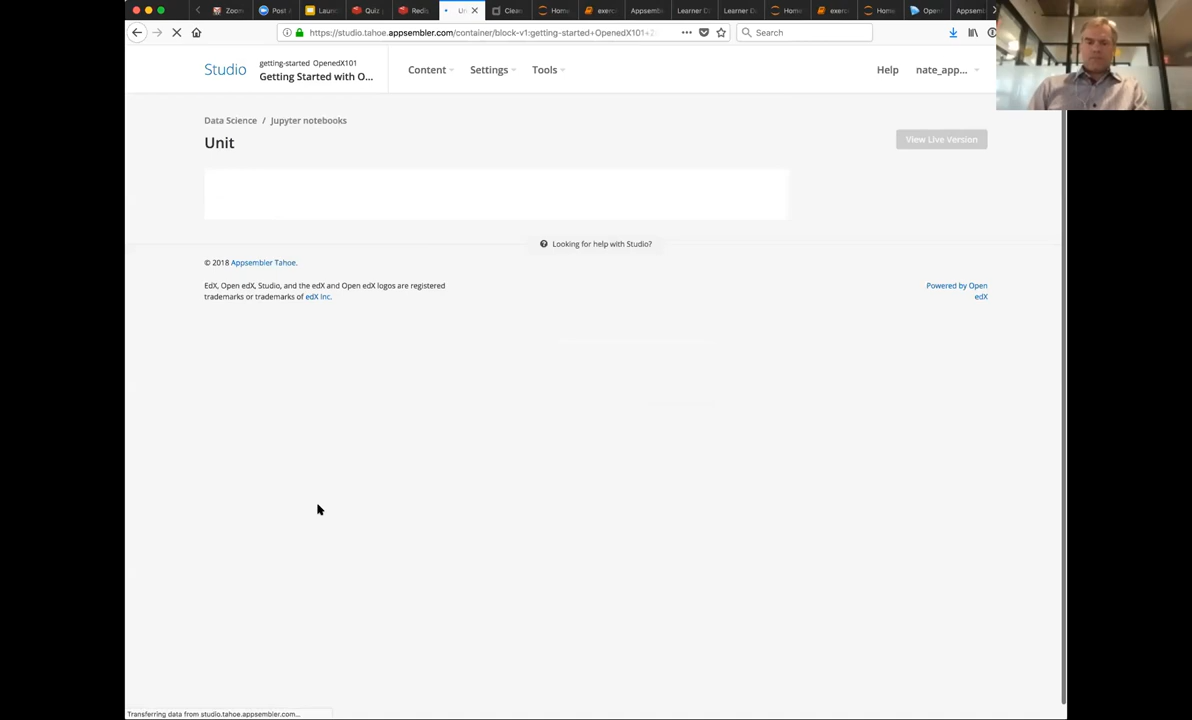 Zoom
Post A
Laun
Quiz
Redig
Un
Clea
Home
exerc
Appsemb
Learner D
Learner D
Home
exerc
Home
Open
Appsem
https://studio.tahoe.appsembler.com/container/block-v1:getting-started+OpenedX101+2
Search
Studio
getting-started OpenedX101
Getting Started with O...
Content
Settings
Tools
Help
nate_app...
Data Science / Jupyter notebooks
Unit
View Live Version
Looking for help with Studio?
© 2018 Appsembler Tahoe.
EdX, Open edX, Studio, and the edX and Open edX logos are registered
trademarks or trademarks of edX Inc.
Powered by Open
edX
Transferring data from studio.tahoe.appsembler.com...